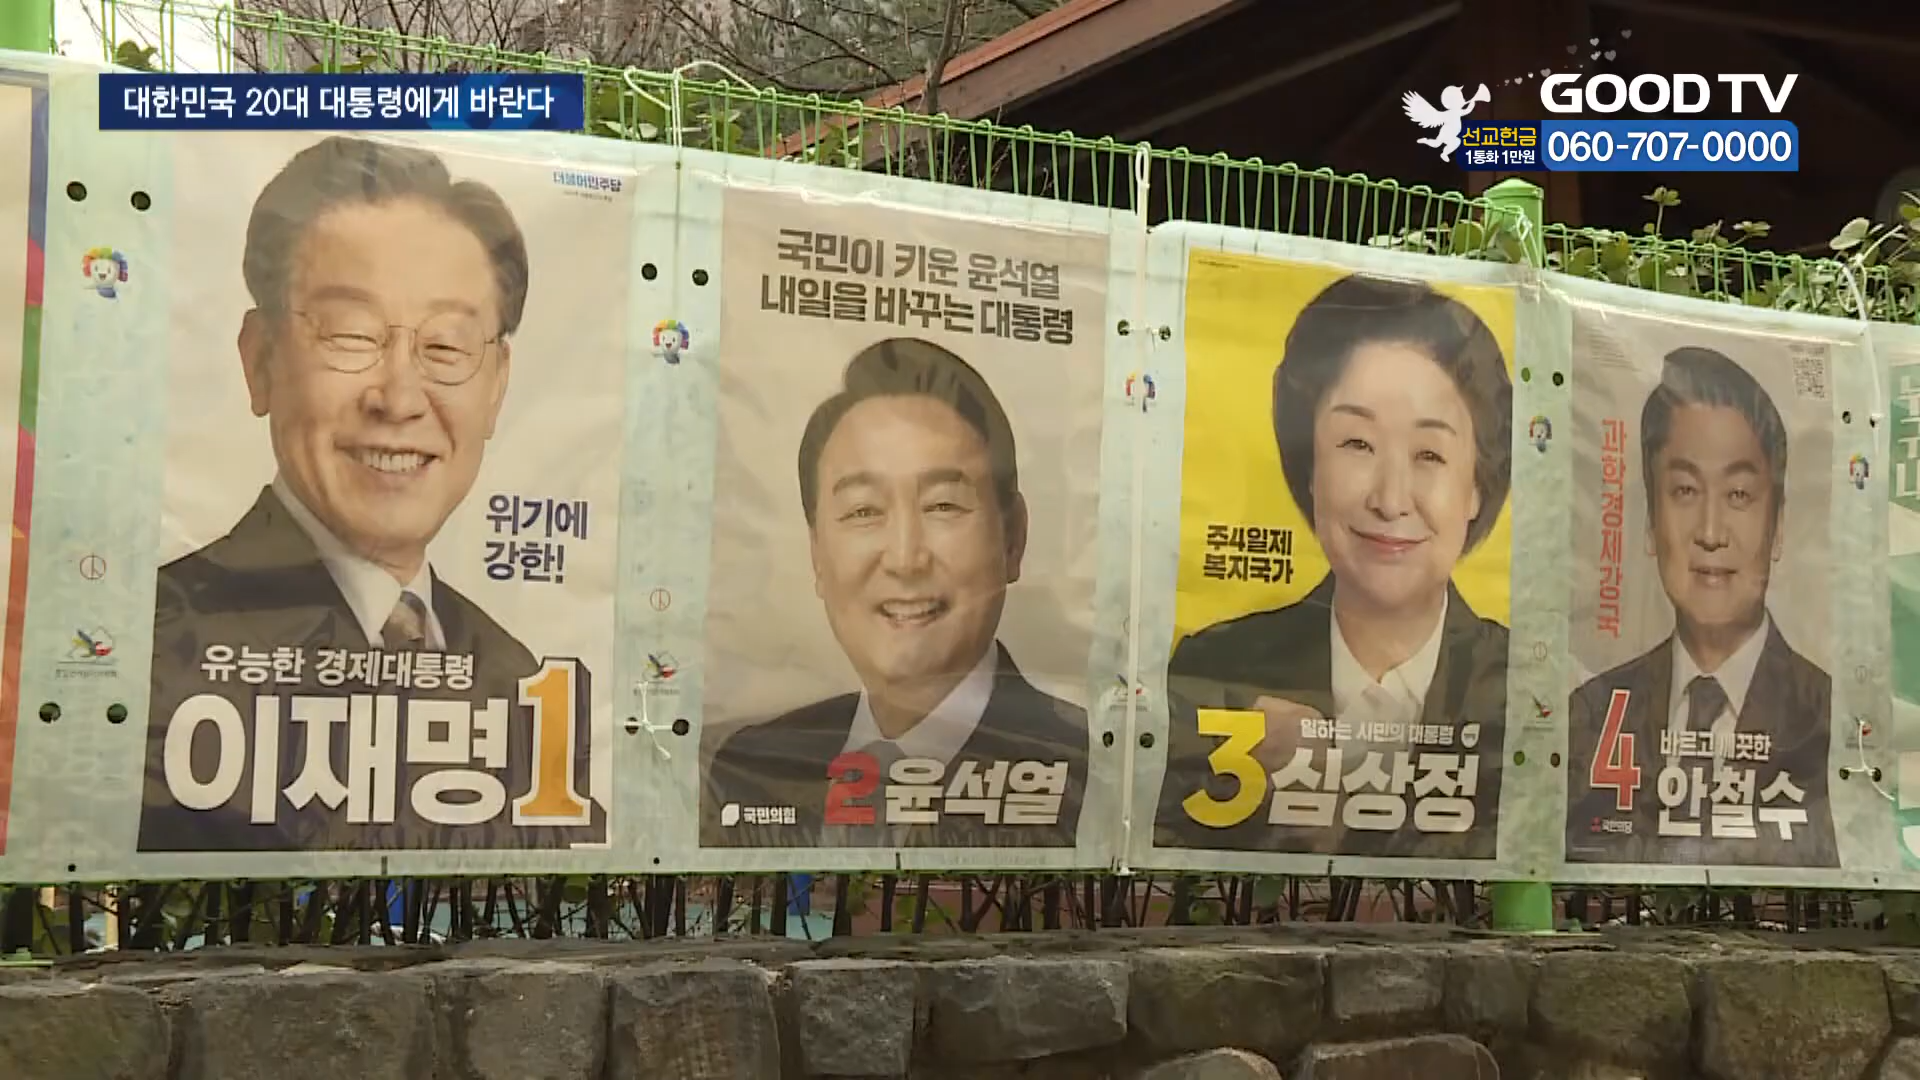 대한민국 20대 대통령에게 바란다
GOOD TV
선교헌금
1통화 1만원
060-707-0000
더불어민주당
위기에
강한!
유능한 경제대통령
이재명 1
국민이 키운 윤석열
내일을 바꾸는 대통령
국민의힘
2 윤석열
주4일제
복지국가
일하는 시민의 대통령
3 심상정
과학경제강국
4
바르고 깨끗한
안철수
국민의당